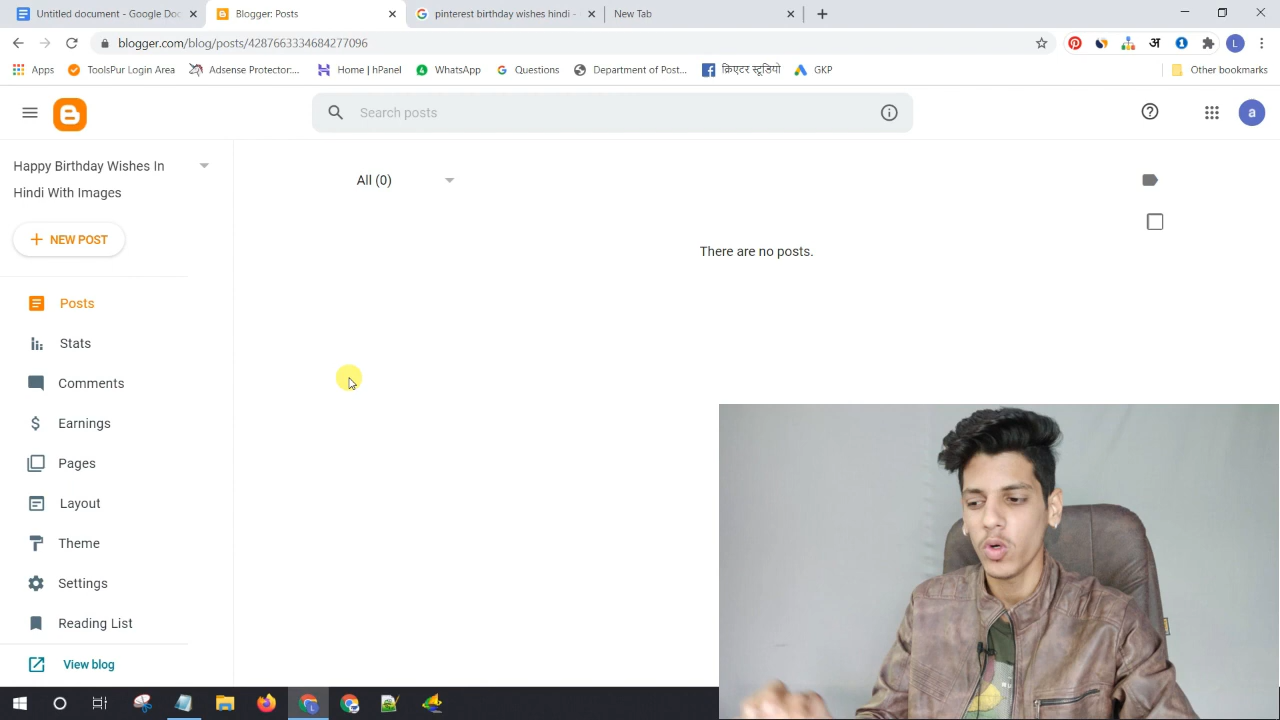 Untitled document - Google Doc
Blogger: Posts
pinterest birthday wishes hindi -
New Tab
blogger.com/blog/posts/4287663334684277096
Apps
ToolsPur Login Area
Adsense Protector:...
Home | hPanel
WhatsApp
Questions
Department of Post...
क्रिएटर स्टूडियो
GKP
Other bookmarks
अ
L
Search posts
a
Happy Birthday Wishes In
Hindi With Images
All (0)
NEW POST
There are no posts.
Posts
Stats
Comments
Earnings
Pages
Layout
Theme
Settings
Reading List
View blog